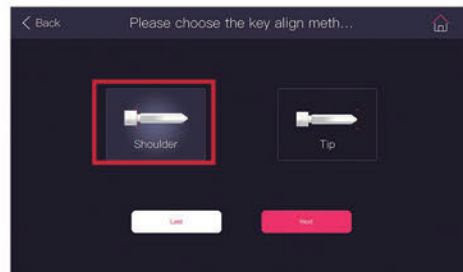 Back
Please choose the key align meth...
Shoulder
Tip
Last
Next